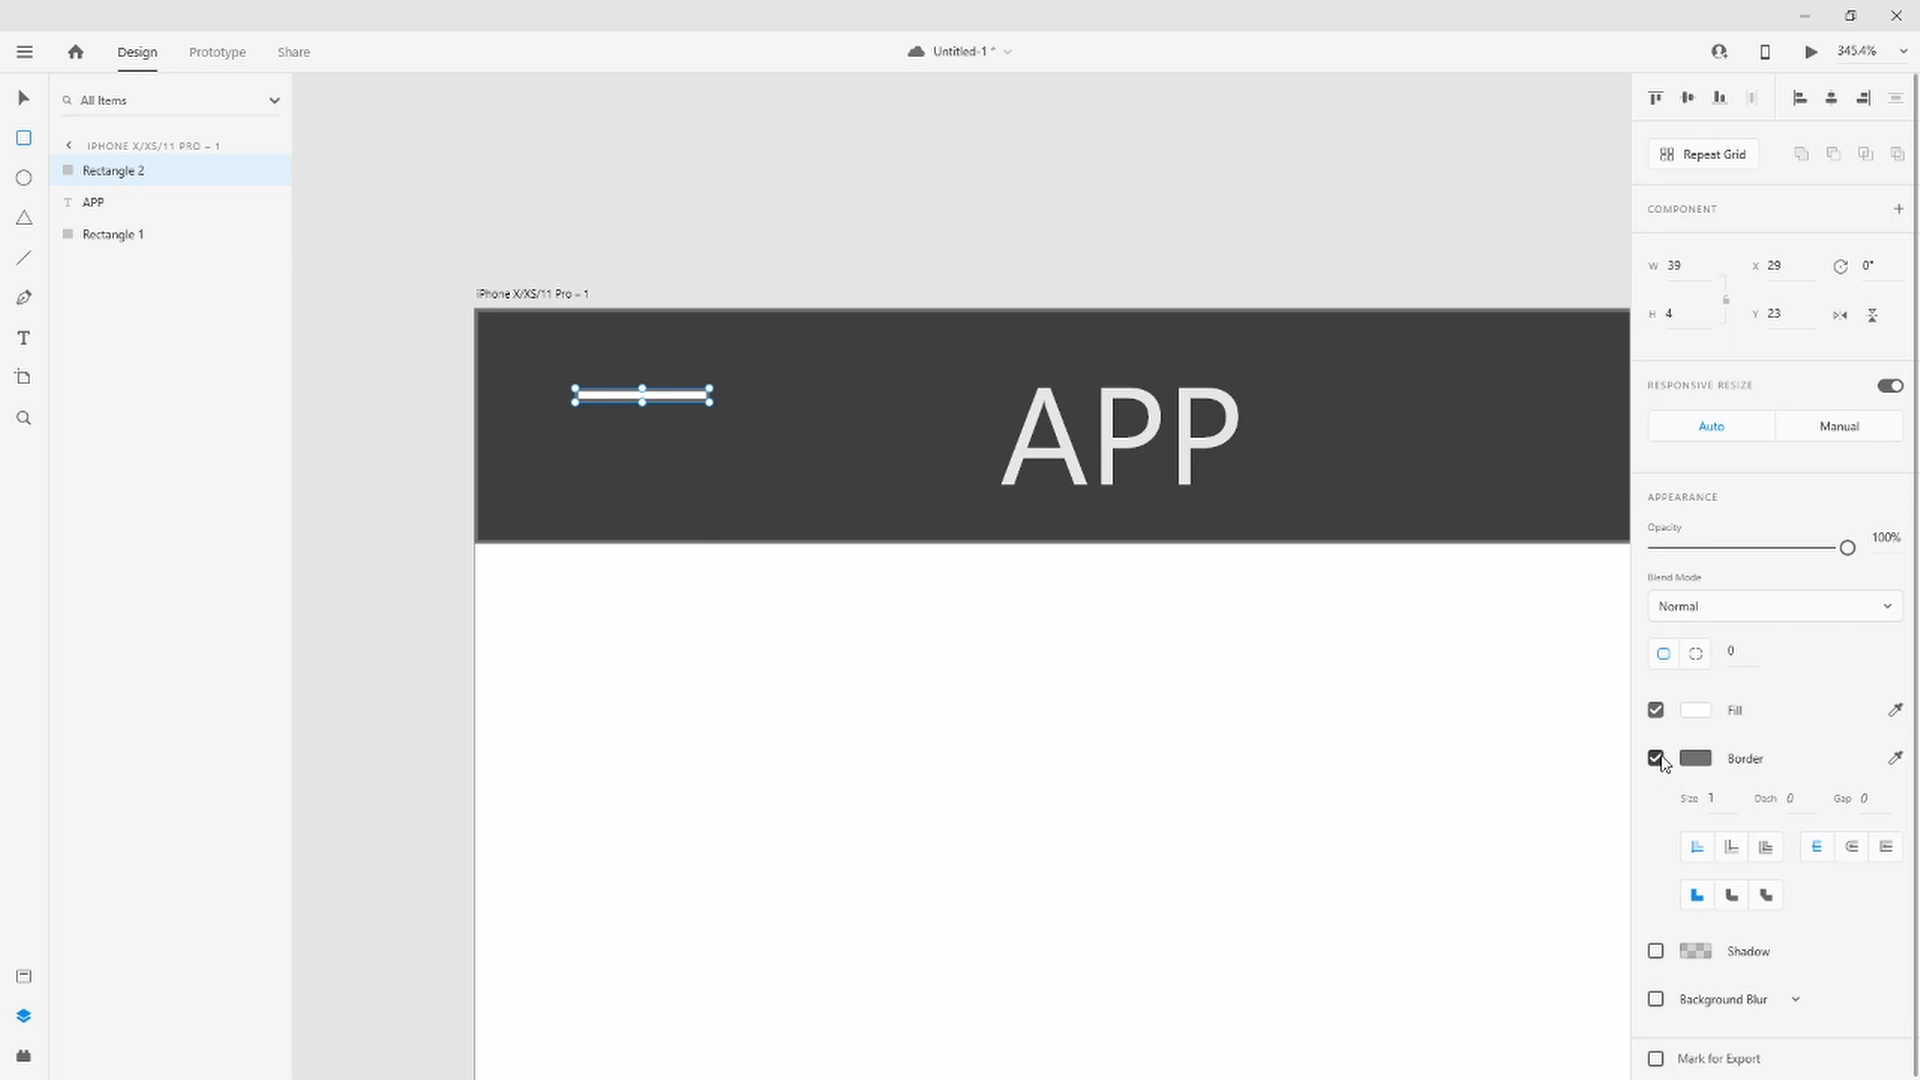 Design Prototype Share
Untitled-1 *
345.4%
All Items
IPHONE X/XS/11 PRO – 1
Rectangle 2
T APP
Rectangle 1
iPhone X/XS/11 Pro – 1
APP
Repeat Grid
COMPONENT
W 39 X 29 0°
H 4 Y 23
RESPONSIVE RESIZE
Auto Manual
APPEARANCE
Opacity
100%
Blend Mode
Normal
0
Fill
Border
Size 1 Dash 0 Gap 0
Shadow
Background Blur
Mark for Export